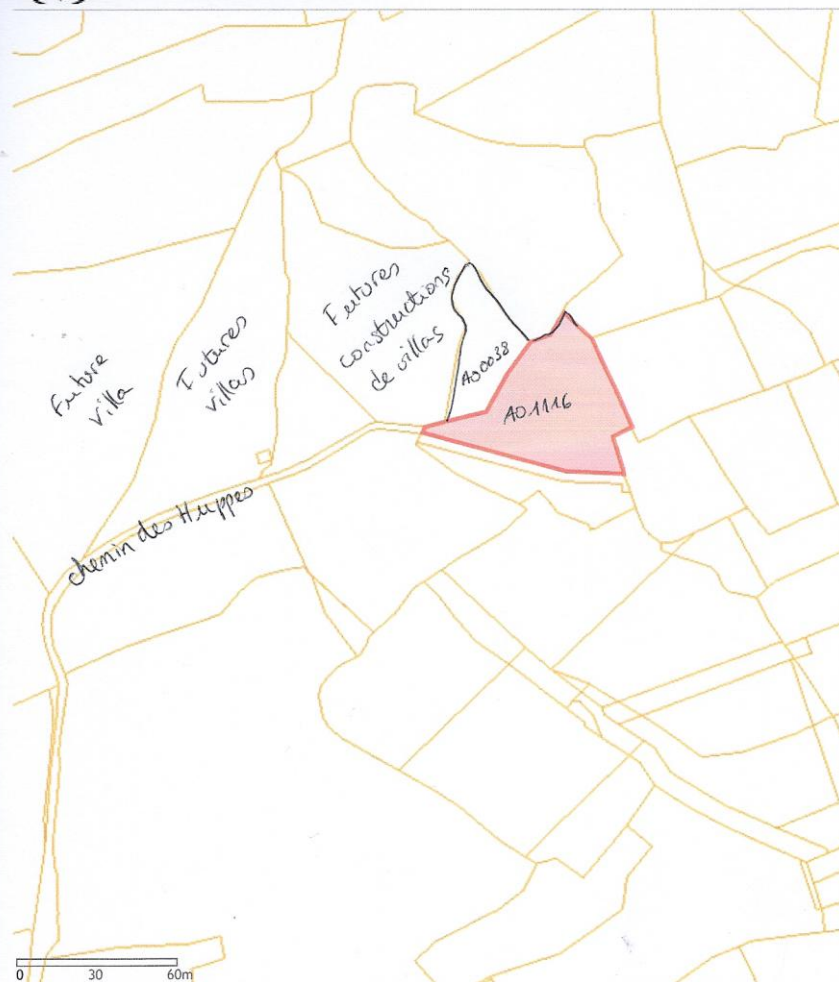 Futures
constructions
de villas
Future
villa
Futures
villas
AO0038
AO1116
chemin des Huppes
0 30 60m